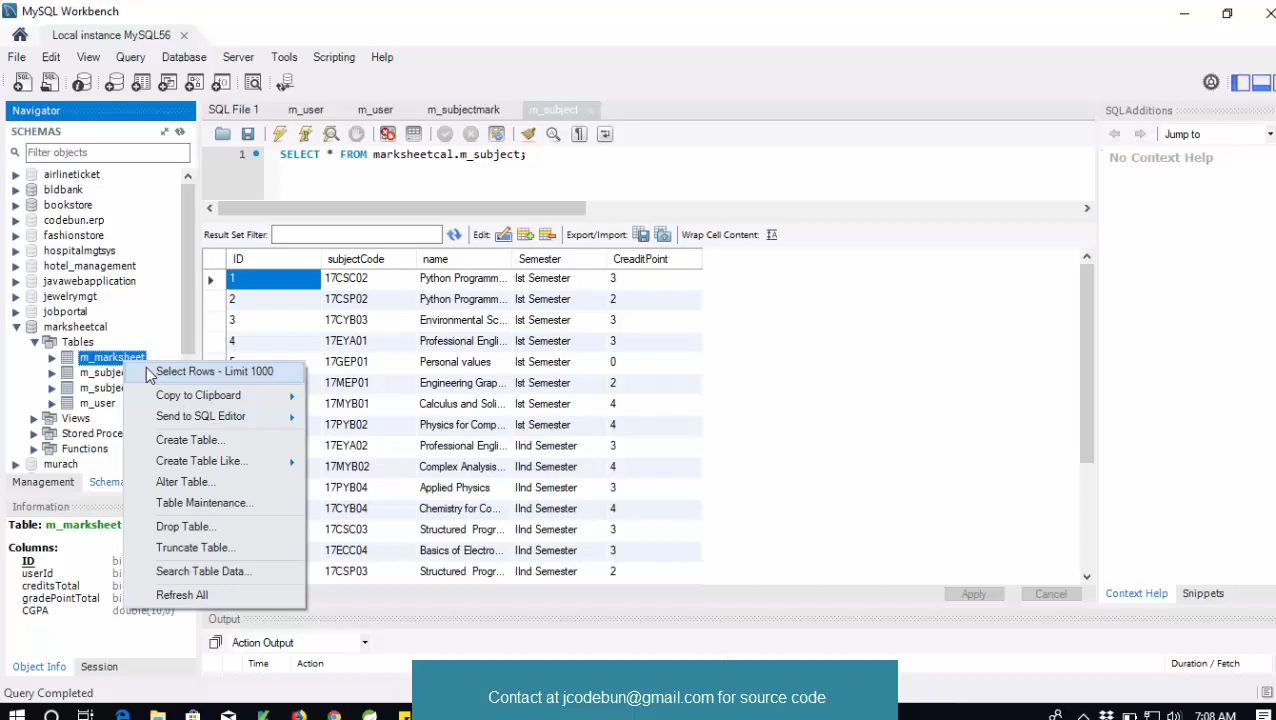 MySQL Workbench
Local instance MySQL56
File Edit View Query Database Server Tools Scripting Help
Navigator
SCHEMAS
Filter objects
airlineticket
bldbank
bookstore
codebun.erp
fashionstore
hospitalmgtsys
hotel_management
javawebapplication
jewelrymgt
jobportal
marksheetcal
Tables
m_marksheet
m_subje
m_subje
m_user
Views
Stored Proce
Functions
murach
Management Schema
Information
Table: m_marksheet
Columns:
ID bi
userId bi
creditsTotal
gradePointTotal
CGPA double(10,0)
Object Info Session
Query Completed
Select Rows - Limit 1000
Copy to Clipboard
Send to SQL Editor
Create Table...
Create Table Like...
Alter Table...
Table Maintenance...
Drop Table...
Truncate Table...
Search Table Data...
Refresh All
SQL File 1 m_user m_user m_subjectmark m_subject
1 SELECT * FROM marksheetcal.m_subject;
Result Set Filter: Edit: Export/Import: Wrap Cell Content:
ID subjectCode name Semester CreaditPoint
1 17CSC02 Python Programm... Ist Semester 3
2 17CSP02 Python Programm... Ist Semester 2
3 17CYB03 Environmental Sc... Ist Semester 3
4 17EYA01 Professional Engli... Ist Semester 3
17GEP01 Personal values Ist Semester 0
17MEP01 Engineering Grap... Ist Semester 3
17MYB01 Calculus and Soli... Ist Semester 4
17PYB02 Physics for Comp... Ist Semester 4
17EYA02 Professional Engli... IInd Semester 3
17MYB02 Complex Analysis... IInd Semester 4
17PYB04 Applied Physics IInd Semester 3
17CYB04 Chemistry for Co... IInd Semester 4
17CSC03 Structured Progr... IInd Semester 3
17ECC04 Basics of Electro... IInd Semester 3
17CSP03 Structured Progr... IInd Semester 2
Apply Cancel
Output
Action Output
Time Action Duration / Fetch
SQLAdditions
Jump to
No Context Help
Context Help Snippets
Contact at jcodebun@gmail.com for source code
7:08 AM